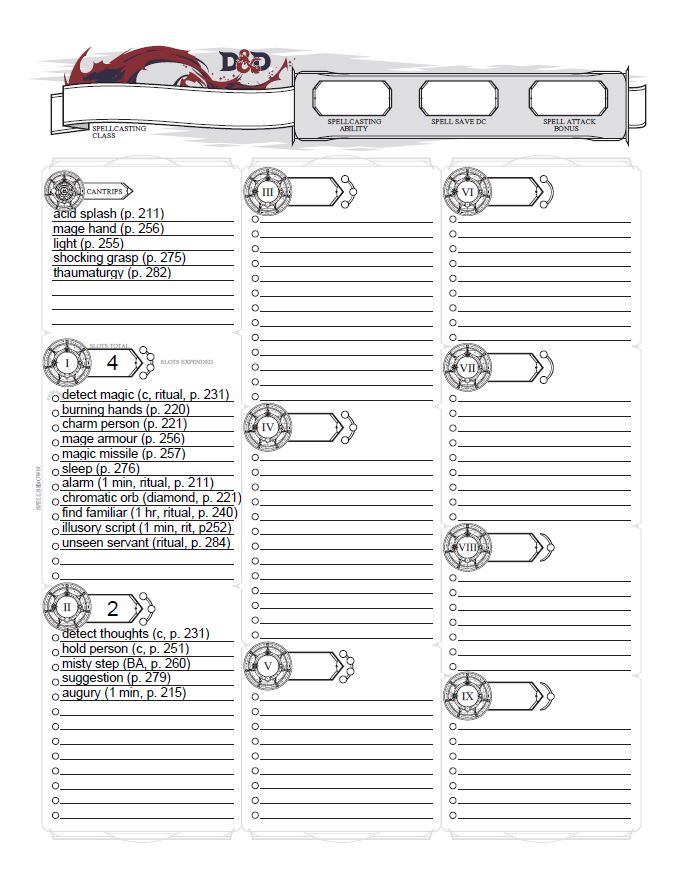 D&D
SPELLCASTING
CLASS
SPELLCASTING
ABILITY
SPELL SAVE DC
SPELL ATTACK
BONUS
CANTRIPS
acid splash (p. 211)
mage hand (p. 256)
light (p. 255)
shocking grasp (p. 275)
thaumaturgy (p. 282)
SLOTS TOTAL
I
4
SLOTS EXPENDED
detect magic (c, ritual, p. 231)
burning hands (p. 220)
charm person (p. 221)
mage armour (p. 256)
magic missile (p. 257)
sleep (p. 276)
alarm (1 min, ritual, p. 211)
chromatic orb (diamond, p. 221)
find familiar (1 hr, ritual, p. 240)
illusory script (1 min, rit, p252)
unseen servant (ritual, p. 284)
II
2
detect thoughts (c, p. 231)
hold person (c, p. 251)
misty step (BA, p. 260)
suggestion (p. 279)
augury (1 min, p. 215)
III
IV
V
VI
VII
VIII
IX